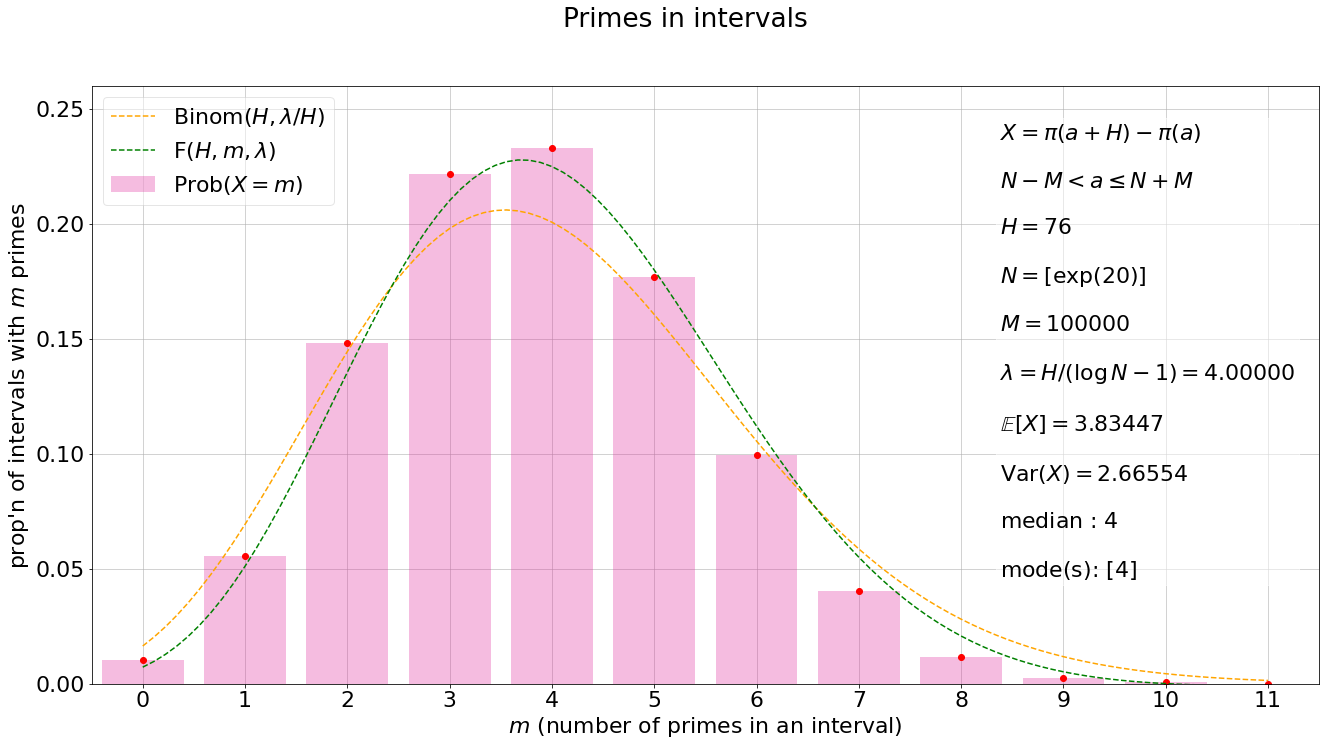 Primes in intervals
Binom(H, λ/H)
F(H, m, λ)
Prob(X = m)
X = π(a + H) − π(a)
N − M < a ≤ N + M
H = 76
N = [exp(20)]
M = 100000
λ = H/(log N − 1) = 4.00000
𝔼[X] = 3.83447
Var(X) = 2.66554
median : 4
mode(s): [4]
prop'n of intervals with m primes
0.25
0.20
0.15
0.10
0.05
0.00
0 1 2 3 4 5 6 7 8 9 10 11
m (number of primes in an interval)